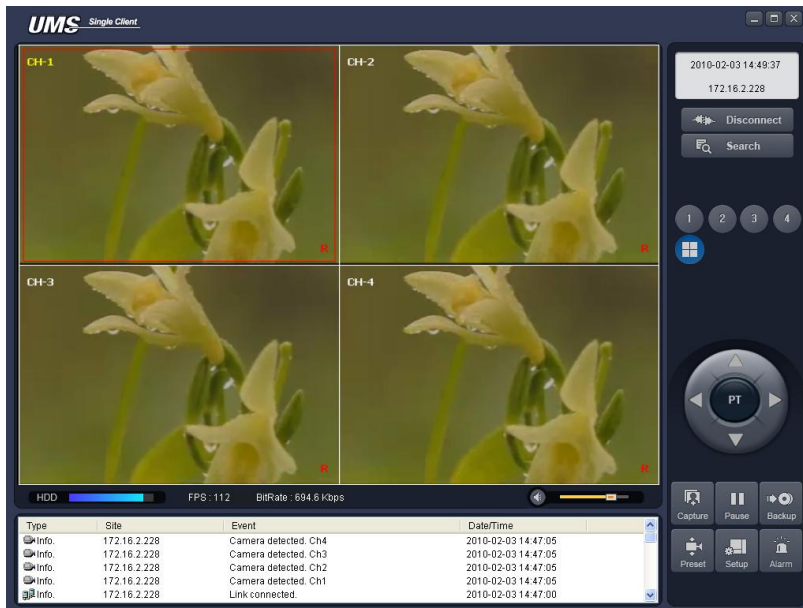 UMS Single Client
CH-1
CH-2
R
R
CH-3
CH-4
R
R
HDD FPS : 112 BitRate : 694.6 Kbps
Type Site Event Date/Time
Info. 172.16.2.228 Camera detected. Ch4 2010-02-03 14:47:05
Info. 172.16.2.228 Camera detected. Ch3 2010-02-03 14:47:05
Info. 172.16.2.228 Camera detected. Ch2 2010-02-03 14:47:05
Info. 172.16.2.228 Camera detected. Ch1 2010-02-03 14:47:05
Info. 172.16.2.228 Link connected. 2010-02-03 14:47:00
2010-02-03 14:49:37
172.16.2.228
Disconnect
Search
1 2 3 4
PT
Capture Pause Backup
Preset Setup Alarm